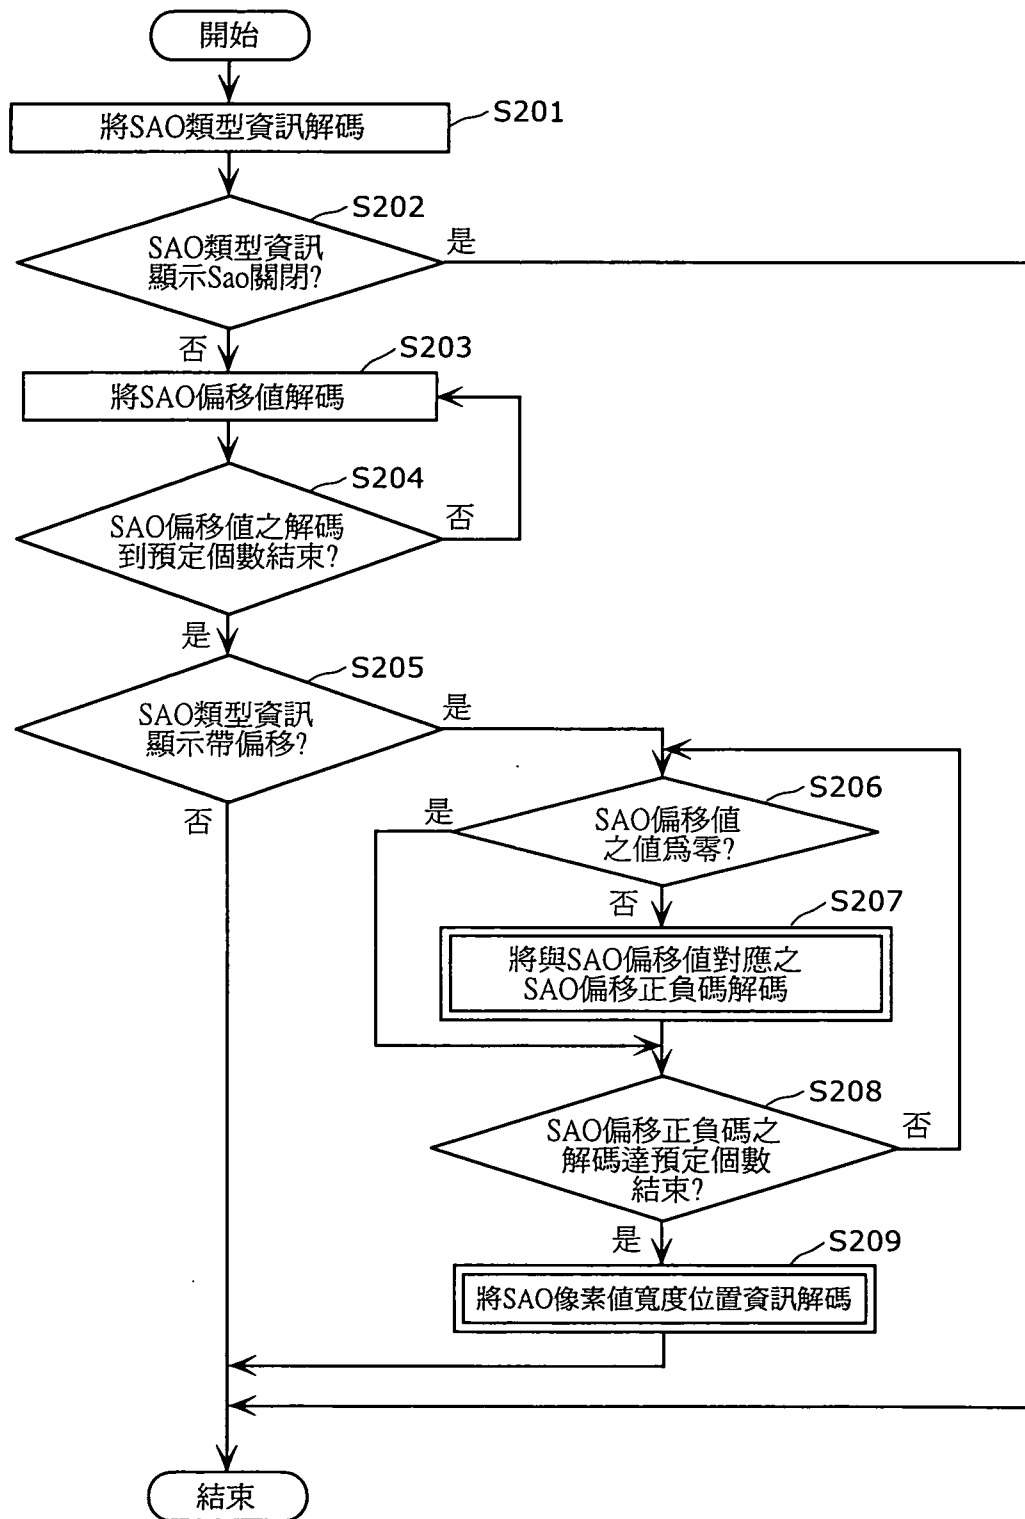 開始
將SAO類型資訊解碼
S201
S202
SAO類型資訊
顯示Sao關閉?
是
否
S203
將SAO偏移值解碼
S204
SAO偏移值之解碼
到預定個數結束?
否
是
S205
SAO類型資訊
顯示帶偏移?
是
否
S206
SAO偏移值
之值爲零?
是
否
S207
將與SAO偏移值對應之
SAO偏移正負碼解碼
S208
SAO偏移正負碼之
解碼達預定個數
結束?
否
是
S209
將SAO像素值寬度位置資訊解碼
結束